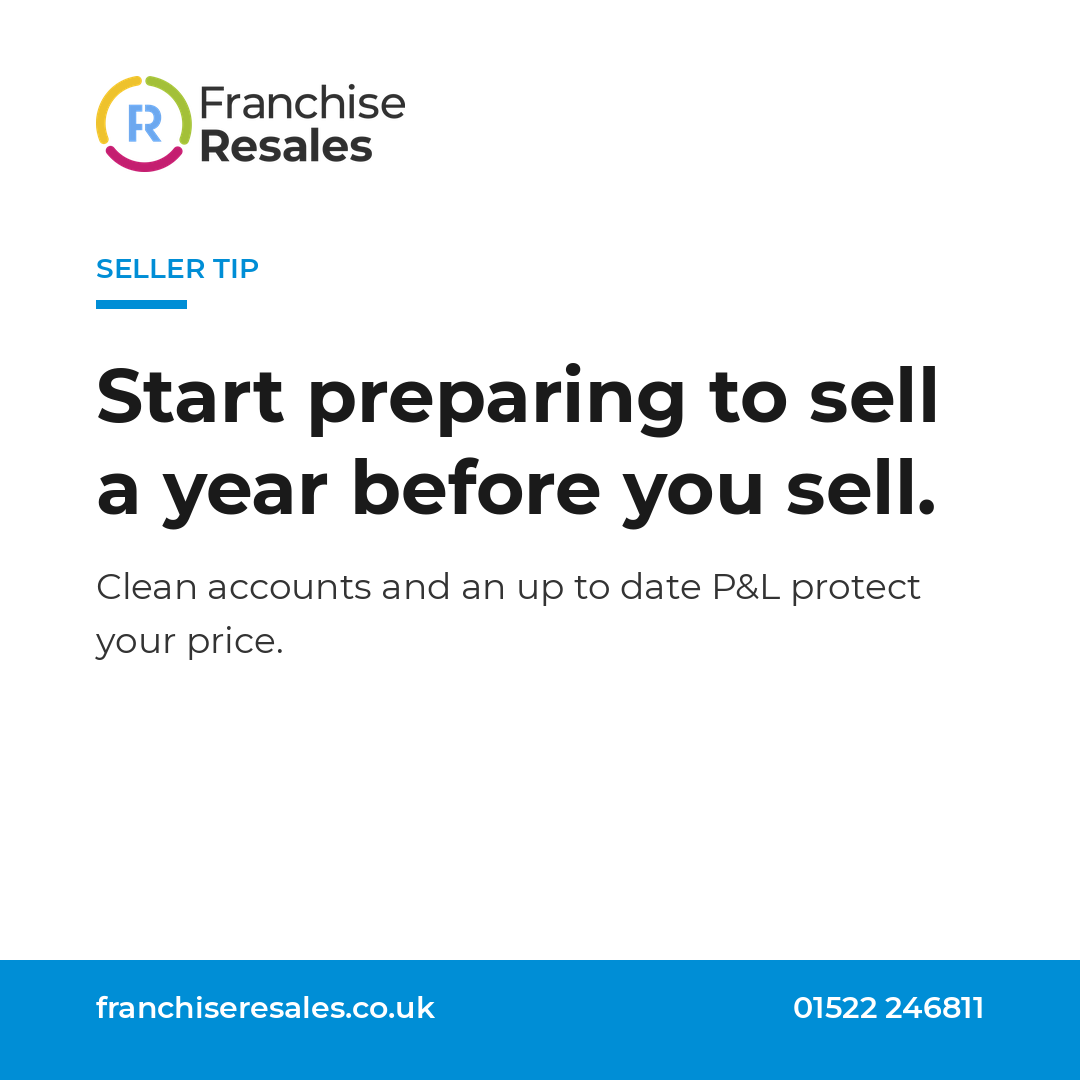 FR
Franchise
Resales
SELLER TIP
Start preparing to sell
a year before you sell.
Clean accounts and an up to date P&L protect
your price.
franchiseresales.co.uk
01522 246811